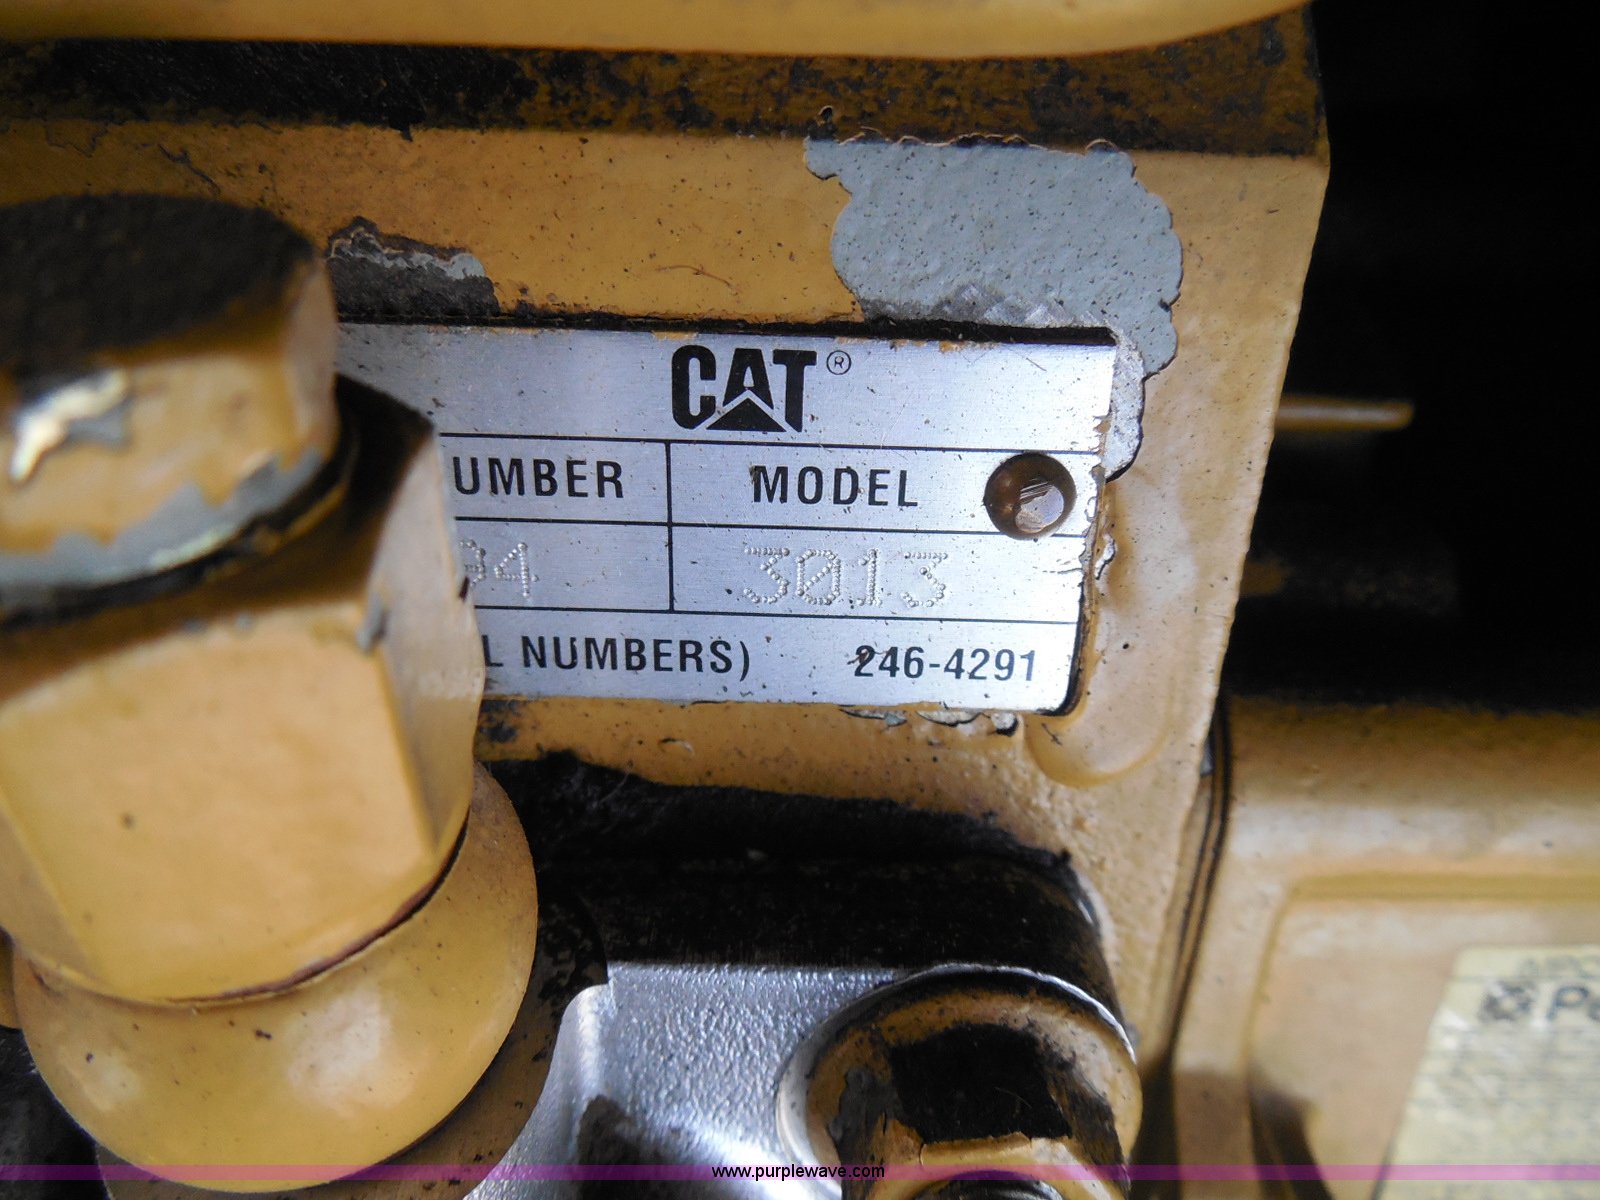 CAT®
UMBER MODEL
94 3013
L NUMBERS) 246-4291
www.purplewave.com